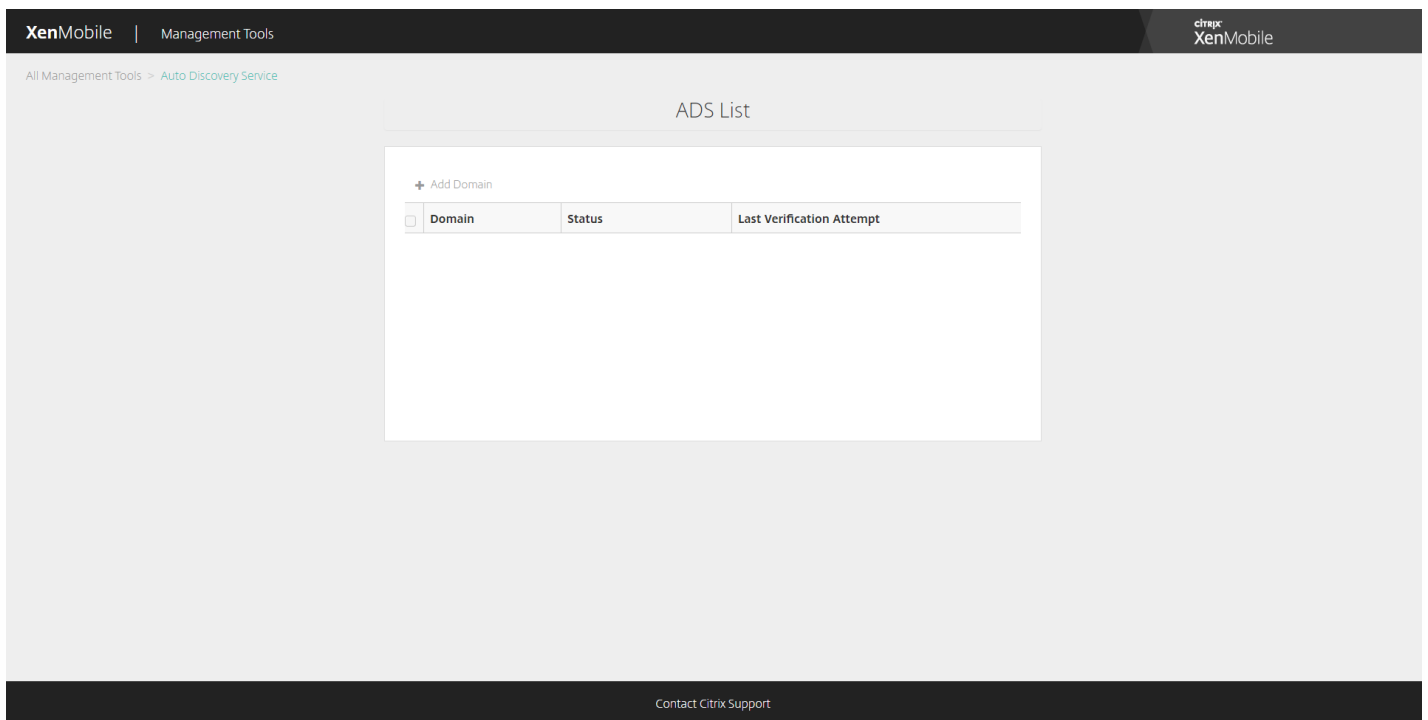 XenMobile | Management Tools
CITRIX
XenMobile
All Management Tools > Auto Discovery Service
ADS List
+ Add Domain
Domain Status Last Verification Attempt
Contact Citrix Support